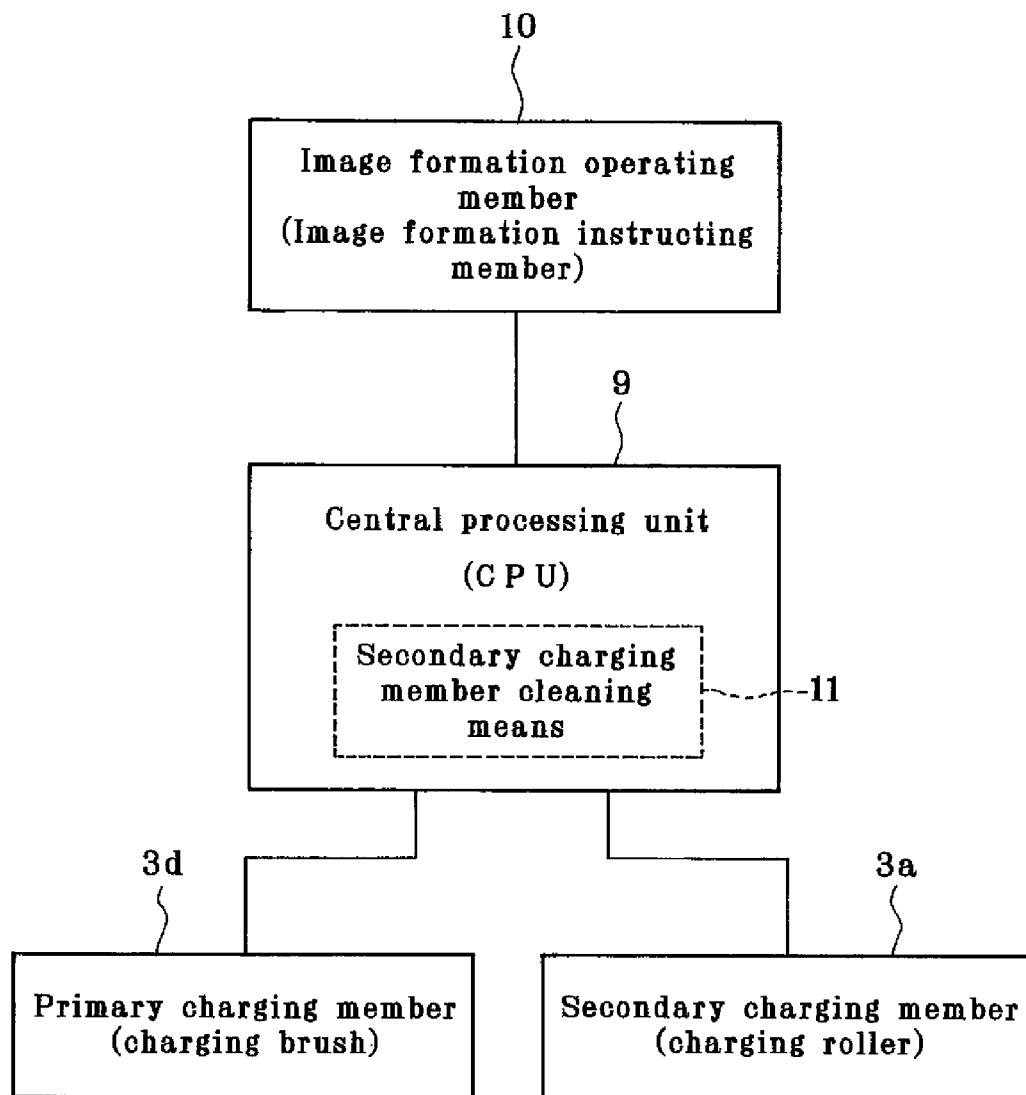 10
Image formation operating
member
(Image formation instructing
member)
9
Central processing unit
(CPU)
Secondary charging
member cleaning
means
11
3d
Primary charging member
(charging brush)
3a
Secondary charging member
(charging roller)